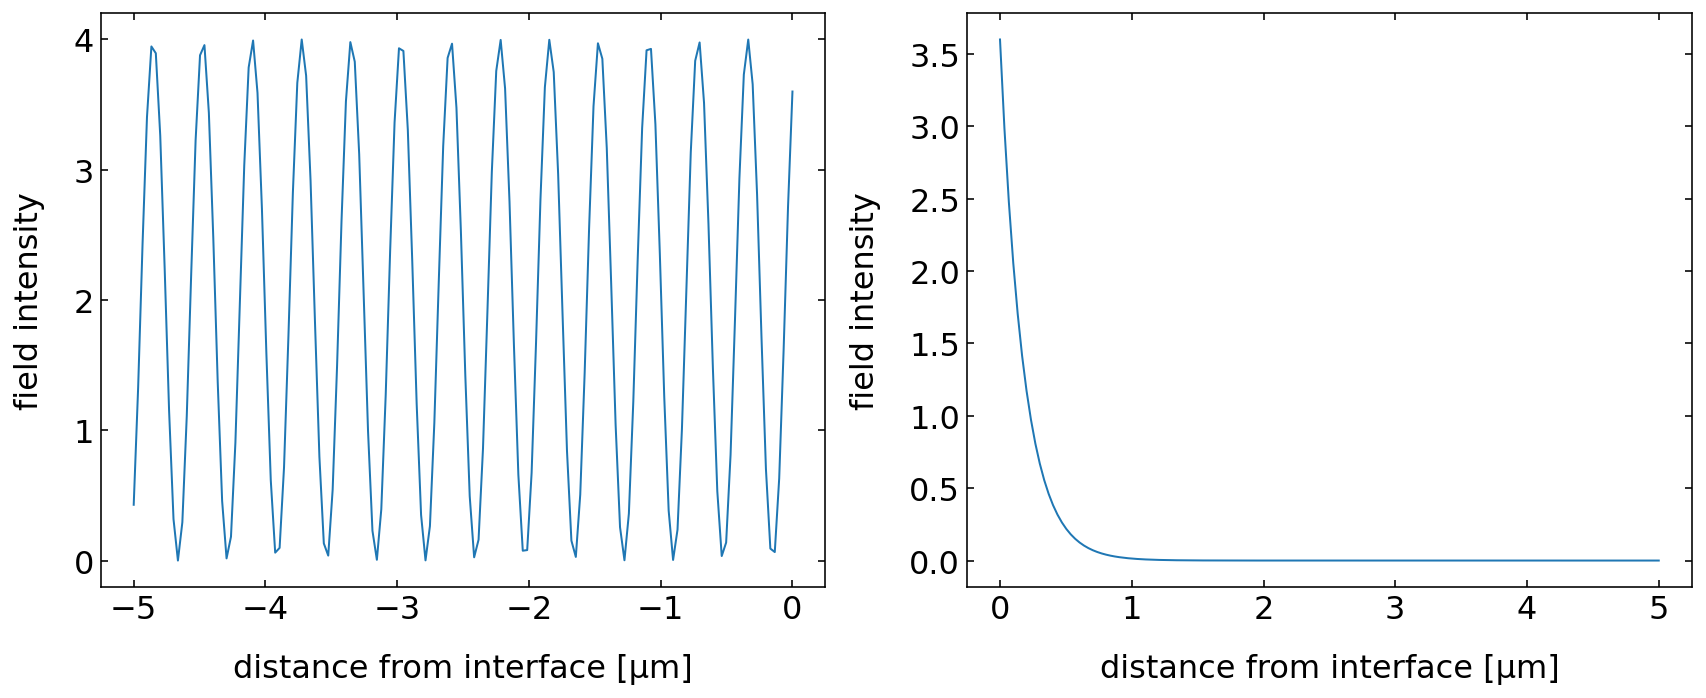 field intensity
4
3
2
1
0
−5 −4 −3 −2 −1 0
distance from interface [µm]
field intensity
3.5
3.0
2.5
2.0
1.5
1.0
0.5
0.0
0 1 2 3 4 5
distance from interface [µm]